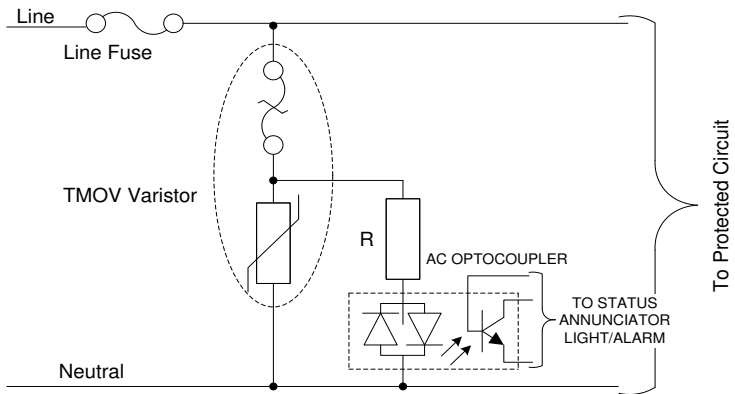 Line
Line Fuse
TMOV Varistor
R
AC OPTOCOUPLER
TO STATUS
ANNUNCIATOR
LIGHT/ALARM
Neutral
To Protected Circuit